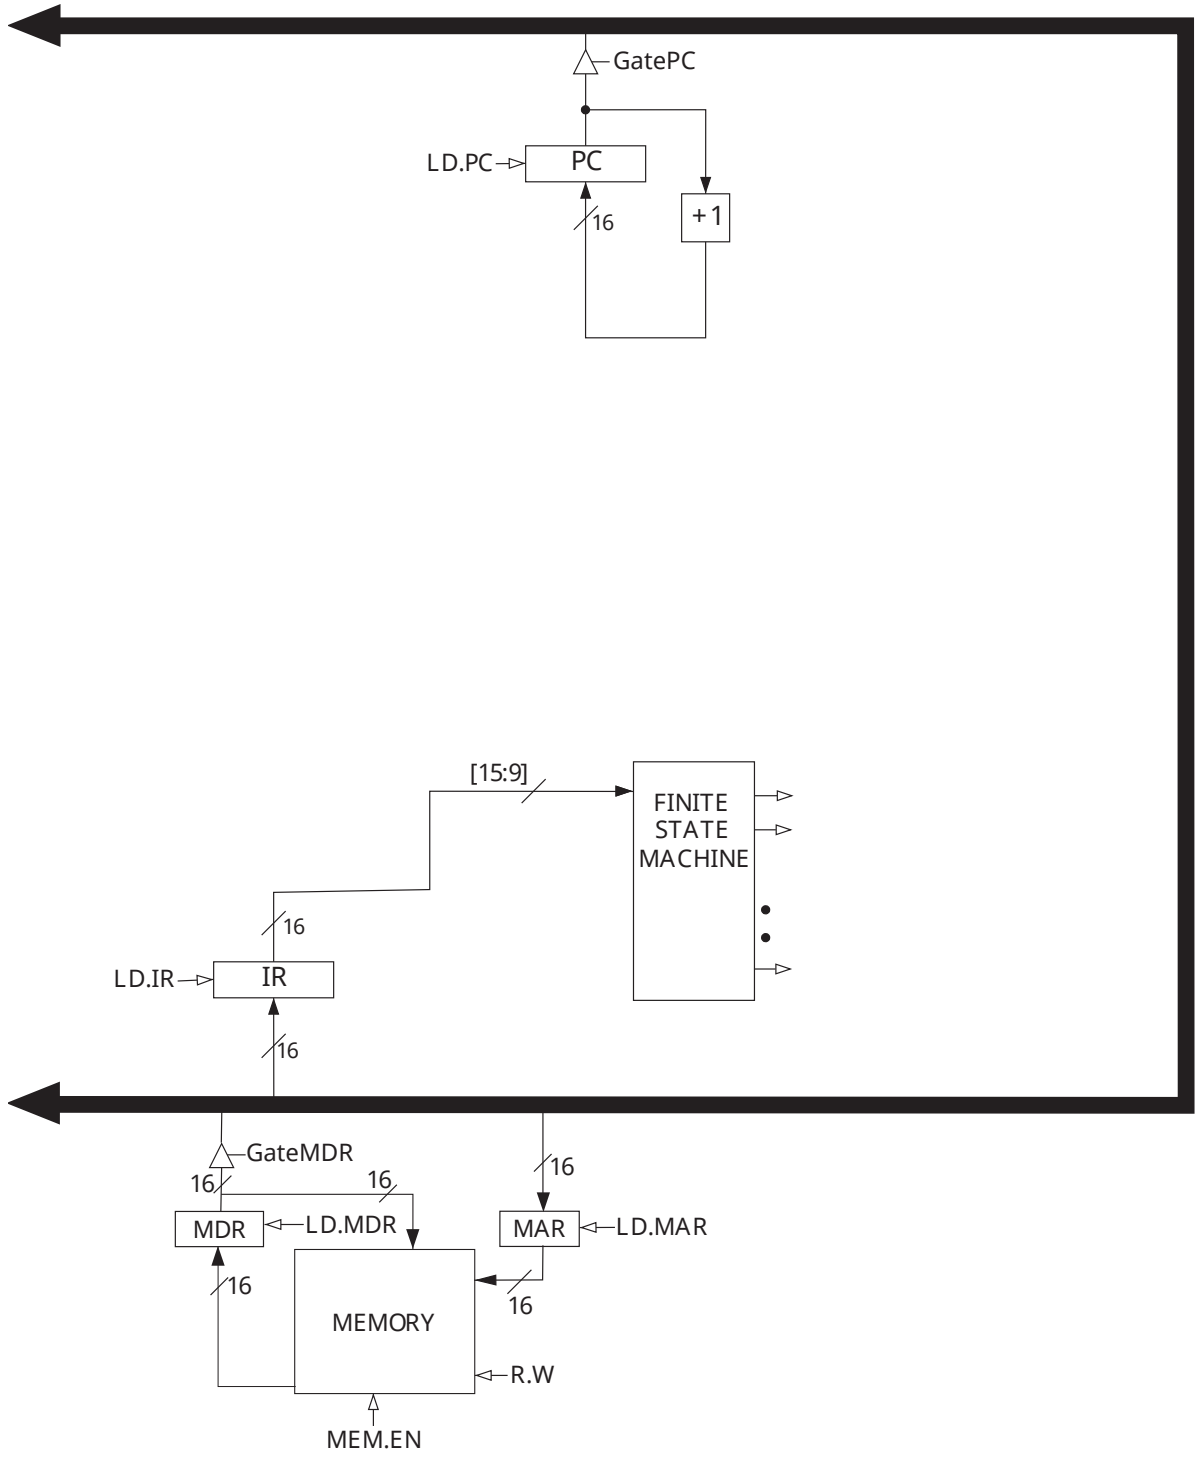 GatePC
LD.PC
PC
16
+1
[15:9]
FINITE
STATE
MACHINE
16
LD.IR
IR
16
GateMDR
16
16
16
MDR
LD.MDR
MAR
LD.MAR
16
16
MEMORY
R.W
MEM.EN